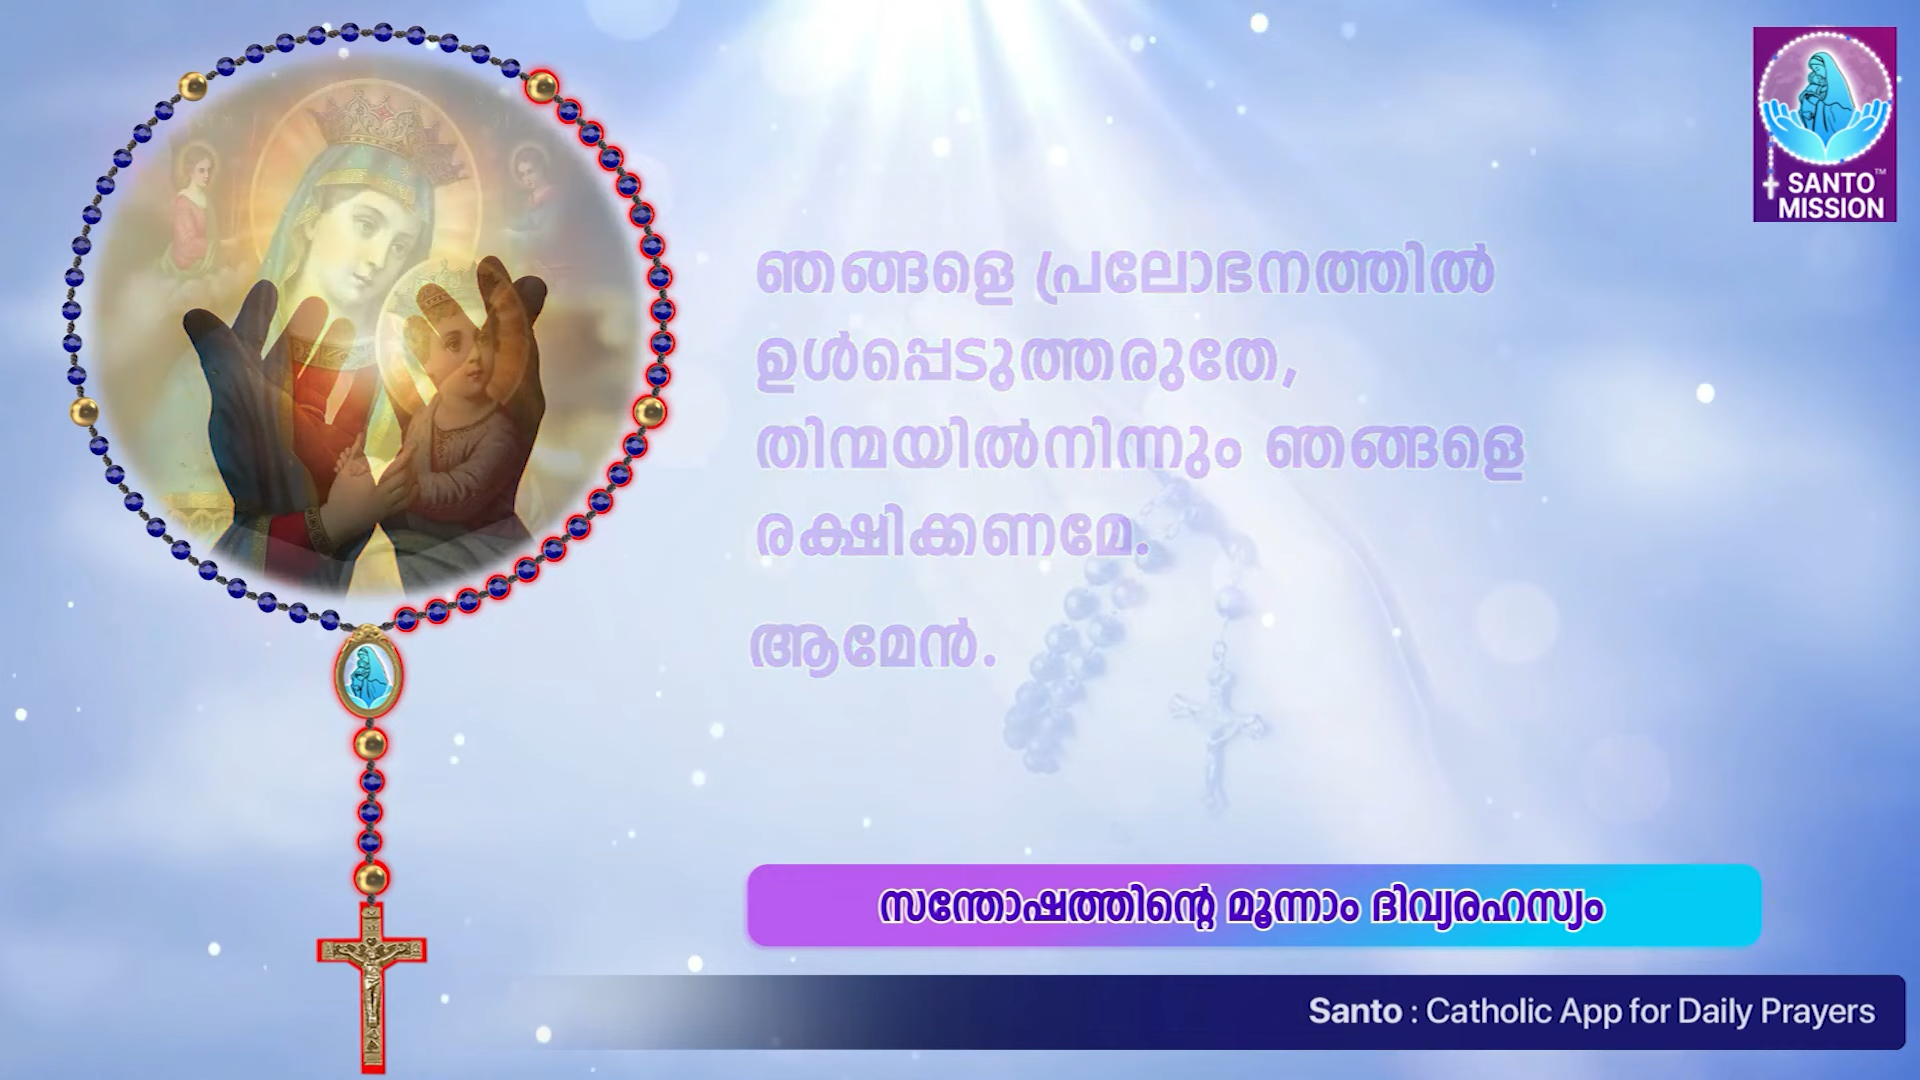 SANTO™
MISSION
ഞങ്ങളെ പ്രലോഭനത്തിൽ
ഉൾപ്പെടുത്തരുതേ,
തിന്മയിൽനിന്നും ഞങ്ങളെ
രക്ഷിക്കണമേ.
ആമേൻ.
സന്തോഷത്തിന്റെ മൂന്നാം ദിവ്യരഹസ്യം
Santo : Catholic App for Daily Prayers